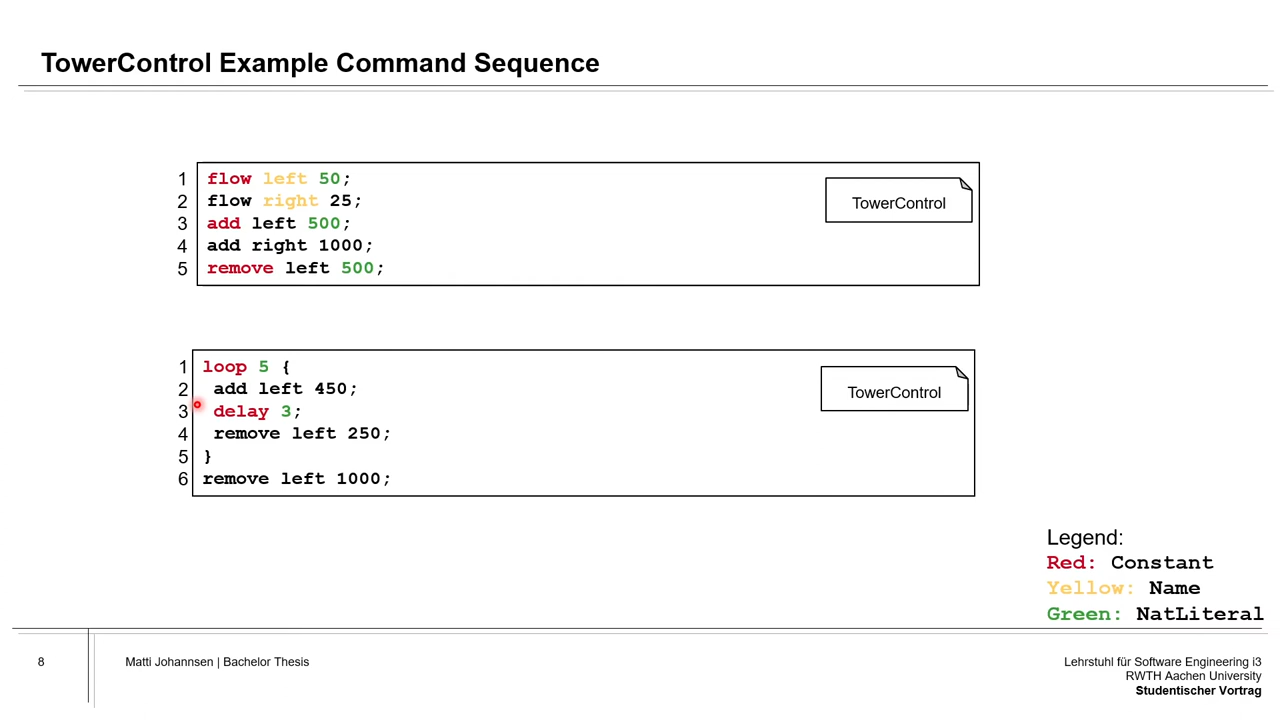 TowerControl Example Command Sequence
1 flow left 50;
2 flow right 25;
3 add left 500;
4 add right 1000;
5 remove left 500;
TowerControl
1 loop 5 {
2 add left 450;
3 delay 3;
4 remove left 250;
5 }
6 remove left 1000;
TowerControl
Legend:
Red: Constant
Yellow: Name
Green: NatLiteral
8
Matti Johannsen | Bachelor Thesis
Lehrstuhl für Software Engineering i3
RWTH Aachen University
Studentischer Vortrag